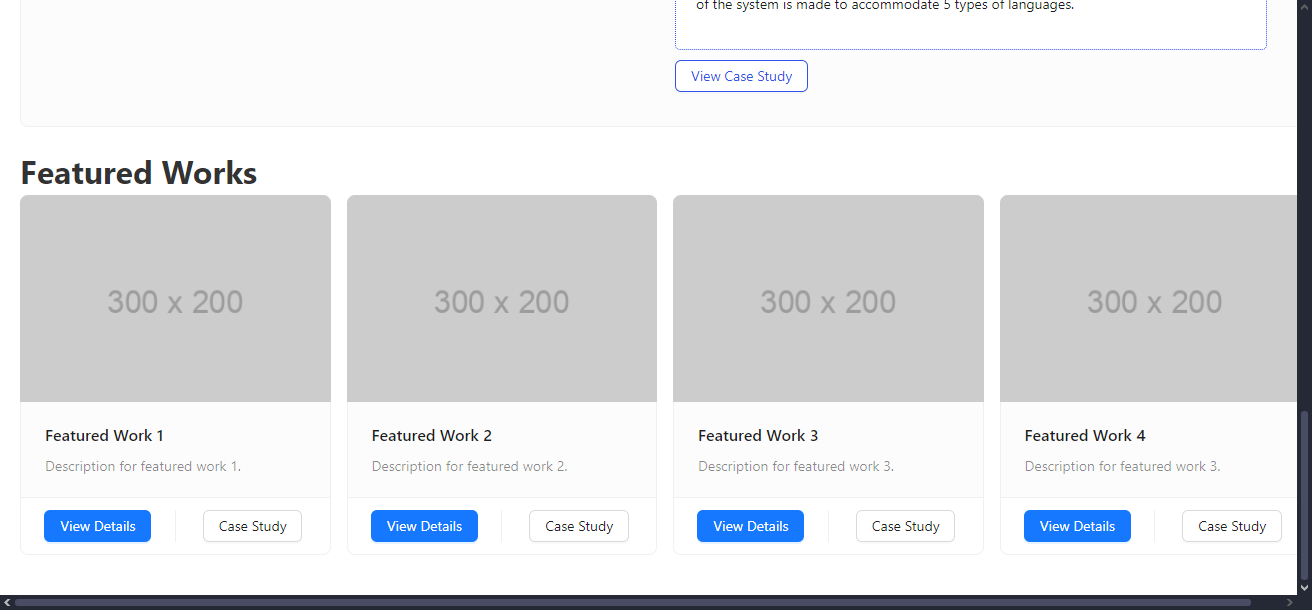 of the system is made to accommodate 5 types of languages.
View Case Study
Featured Works
300 x 200
300 x 200
300 x 200
300 x 200
Featured Work 1
Featured Work 2
Featured Work 3
Featured Work 4
Description for featured work 1.
Description for featured work 2.
Description for featured work 3.
Description for featured work 3.
View Details
Case Study
View Details
Case Study
View Details
Case Study
View Details
Case Study